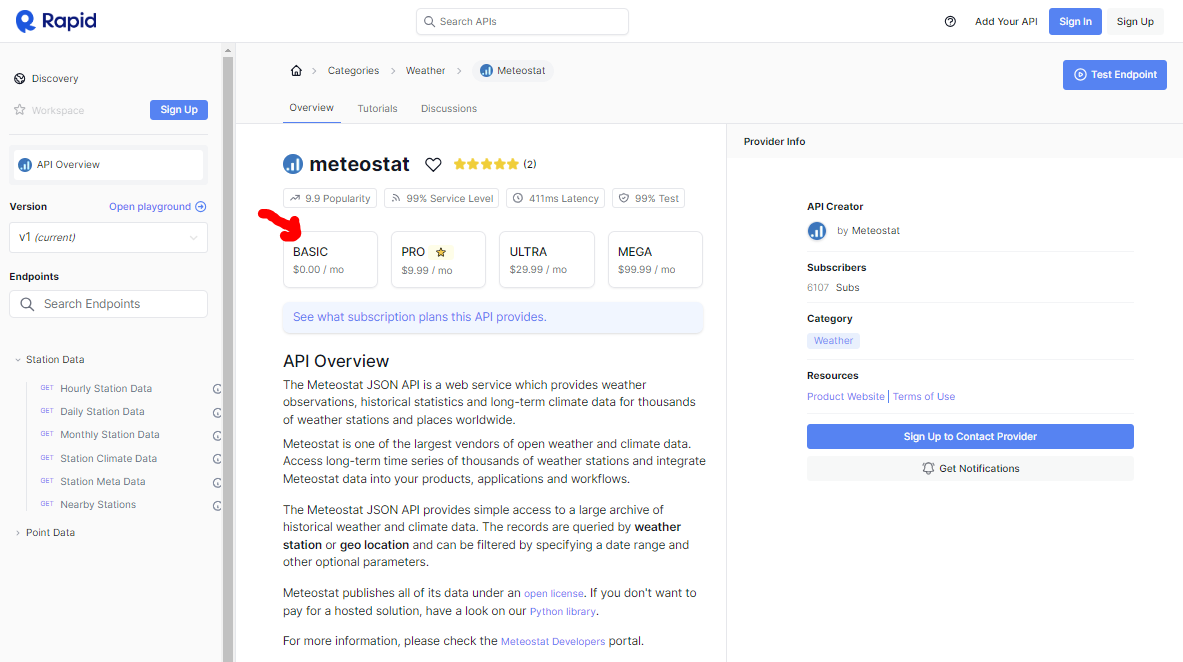 Rapid
Search APIs
Add Your API
Sign In
Sign Up
Discovery
Workspace
Sign Up
API Overview
Version
Open playground
v1 (current)
Endpoints
Search Endpoints
Station Data
GET Hourly Station Data
GET Daily Station Data
GET Monthly Station Data
GET Station Climate Data
GET Station Meta Data
GET Nearby Stations
Point Data
Categories
Weather
Meteostat
Test Endpoint
Overview
Tutorials
Discussions
meteostat
(2)
9.9 Popularity
99% Service Level
411ms Latency
99% Test
BASIC
$0.00 / mo
PRO
$9.99 / mo
ULTRA
$29.99 / mo
MEGA
$99.99 / mo
See what subscription plans this API provides.
API Overview
The Meteostat JSON API is a web service which provides weather
observations, historical statistics and long-term climate data for thousands
of weather stations and places worldwide.
Meteostat is one of the largest vendors of open weather and climate data.
Access long-term time series of thousands of weather stations and integrate
Meteostat data into your products, applications and workflows.
The Meteostat JSON API provides simple access to a large archive of
historical weather and climate data. The records are queried by weather
station or geo location and can be filtered by specifying a date range and
other optional parameters.
Meteostat publishes all of its data under an open license. If you don't want to
pay for a hosted solution, have a look on our Python library.
For more information, please check the Meteostat Developers portal.
Provider Info
API Creator
by Meteostat
Subscribers
6107 Subs
Category
Weather
Resources
Product Website | Terms of Use
Sign Up to Contact Provider
Get Notifications